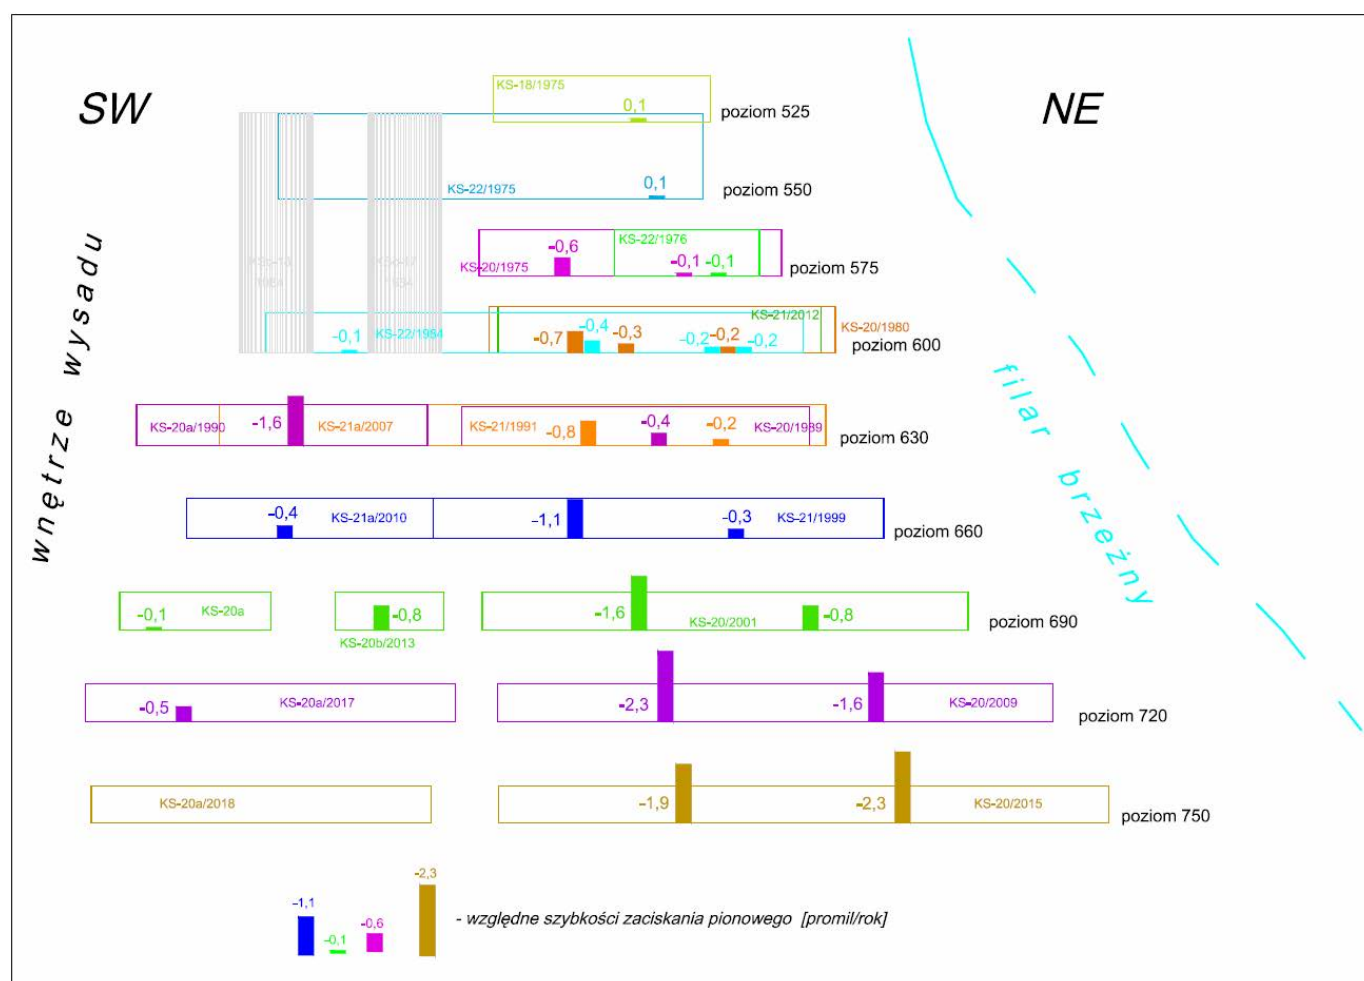 SW
NE
KS-18/1975
0,1
poziom 525
KS-22/1975
0,1
poziom 550
wnętrze wysadu
KS-20/1975
-0,6
KS-22/1976
-0,1
-0,1
poziom 575
-0,1
KS-22/1984
-0,7
-0,4
-0,3
-0,2
-0,2
-0,2
KS-21/2012
KS-20/1980
poziom 600
filar brzeżny
KS-20a/1990
-1,6
KS-21a/2007
KS-21/1991
-0,8
-0,4
-0,2
KS-20/1989
poziom 630
-0,4
KS-21a/2010
-1,1
-0,3
KS-21/1999
poziom 660
-0,1
KS-20a
-0,8
KS-20b/2013
-1,6
KS-20/2001
-0,8
poziom 690
-0,5
KS-20a/2017
-2,3
-1,6
KS-20/2009
poziom 720
KS-20a/2018
-1,9
-2,3
KS-20/2015
poziom 750
-1,1
-0,1
-0,6
-2,3
- względne szybkości zaciskania pionowego [promil/rok]